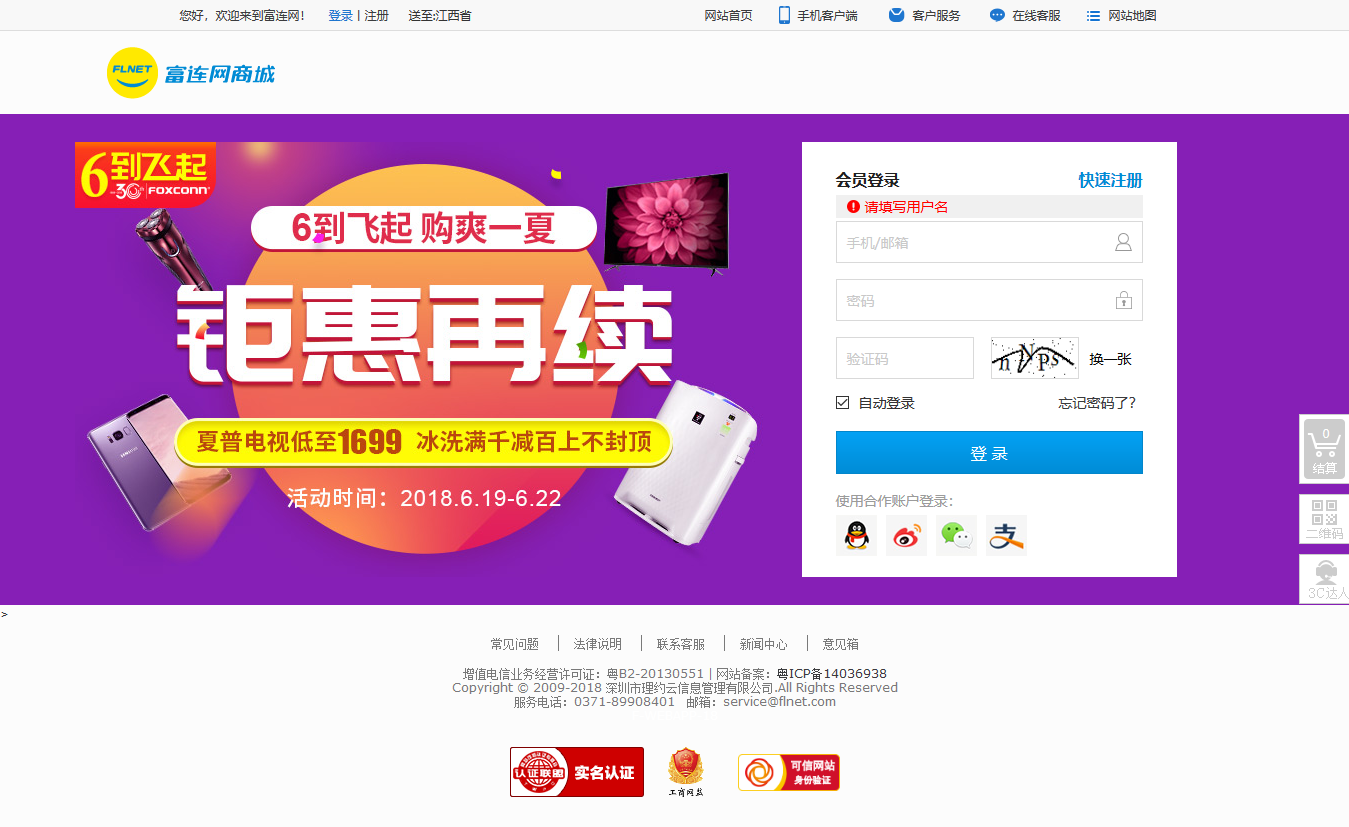 您好，欢迎来到富连网！ 登录 | 注册 送至:江西省 网站首页 手机客户端 客户服务 在线客服 网站地图
FLNET 富连网商城
6到飞起
30 FOXCONN
6到飞起 购爽一夏
钜惠再续
夏普电视低至1699 冰洗满千减百上不封顶
活动时间：2018.6.19-6.22
会员登录 快速注册
请填写用户名
手机/邮箱
密码
验证码 nNPs 换一张
自动登录 忘记密码了?
登 录
使用合作账户登录：
0
结算
二维码
3C达人
>
常见问题 | 法律说明 | 联系客服 | 新闻中心 | 意见箱
增值电信业务经营许可证：粤B2-20130551 | 网站备案：粤ICP备14036938
Copyright © 2009-2018 深圳市理约云信息管理有限公司.All Rights Reserved
服务电话：0371-89908401 邮箱：service@flnet.com
认证联盟 实名认证
工商网监
可信网站
身份验证